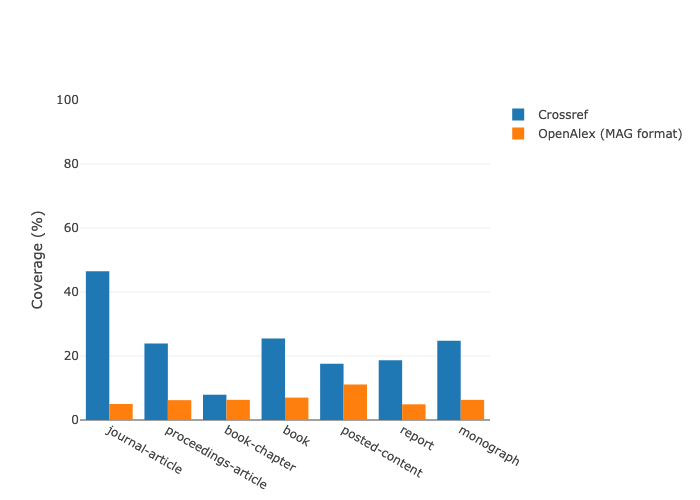 100
80
60
40
20
0
Coverage (%)
journal-article
proceedings-article
book-chapter
book
posted-content
report
monograph
Crossref
OpenAlex (MAG format)